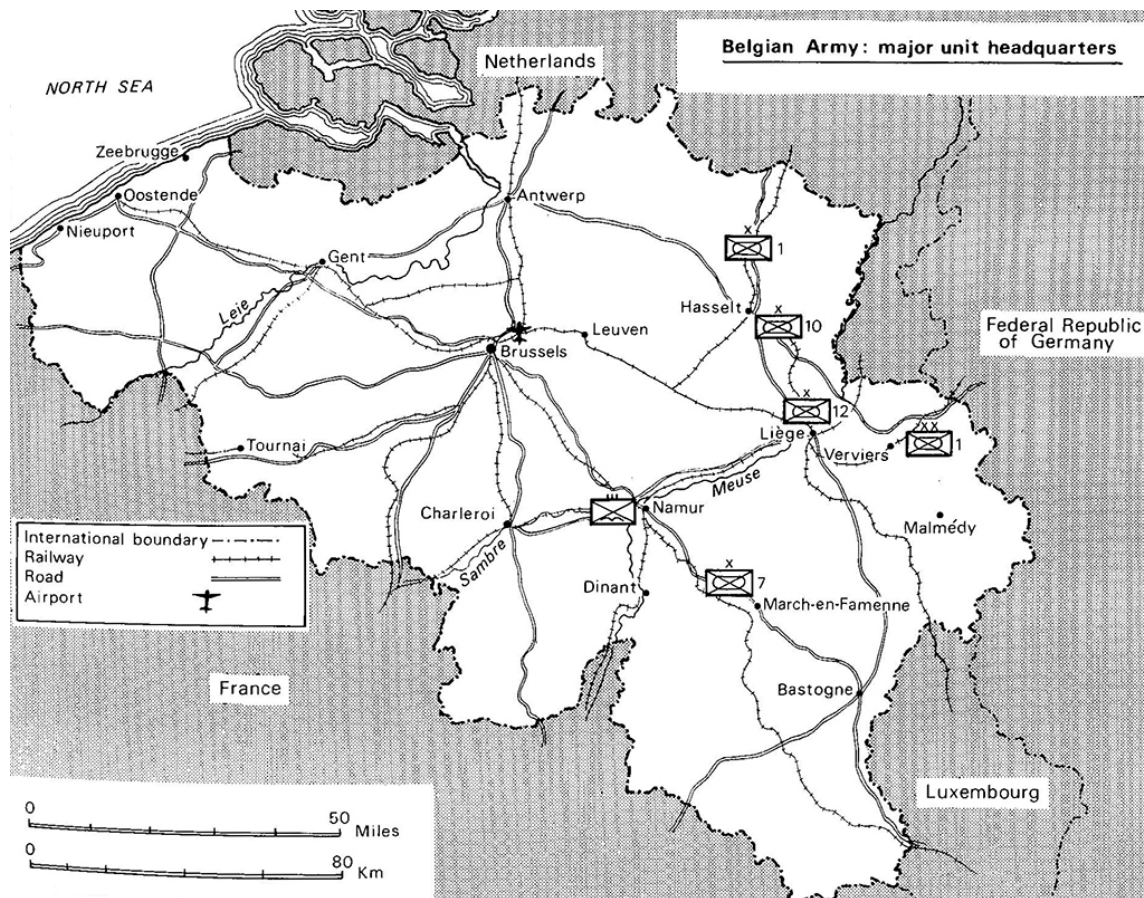 Belgian Army: major unit headquarters
Netherlands
NORTH SEA
Zeebrugge
Oostende
Antwerp
Nieuport
X
1
Gent
Leie
Hasselt
X
10
Leuven
Federal Republic
of Germany
Brussels
X
12
Liège
XX
1
Tournai
Verviers
Meuse
Charleroi
III
Namur
Malmédy
Sambre
X
7
Dinant
March-en-Famenne
International boundary
Railway
Road
Airport
France
Bastogne
Luxembourg
0
50
Miles
0
80
Km